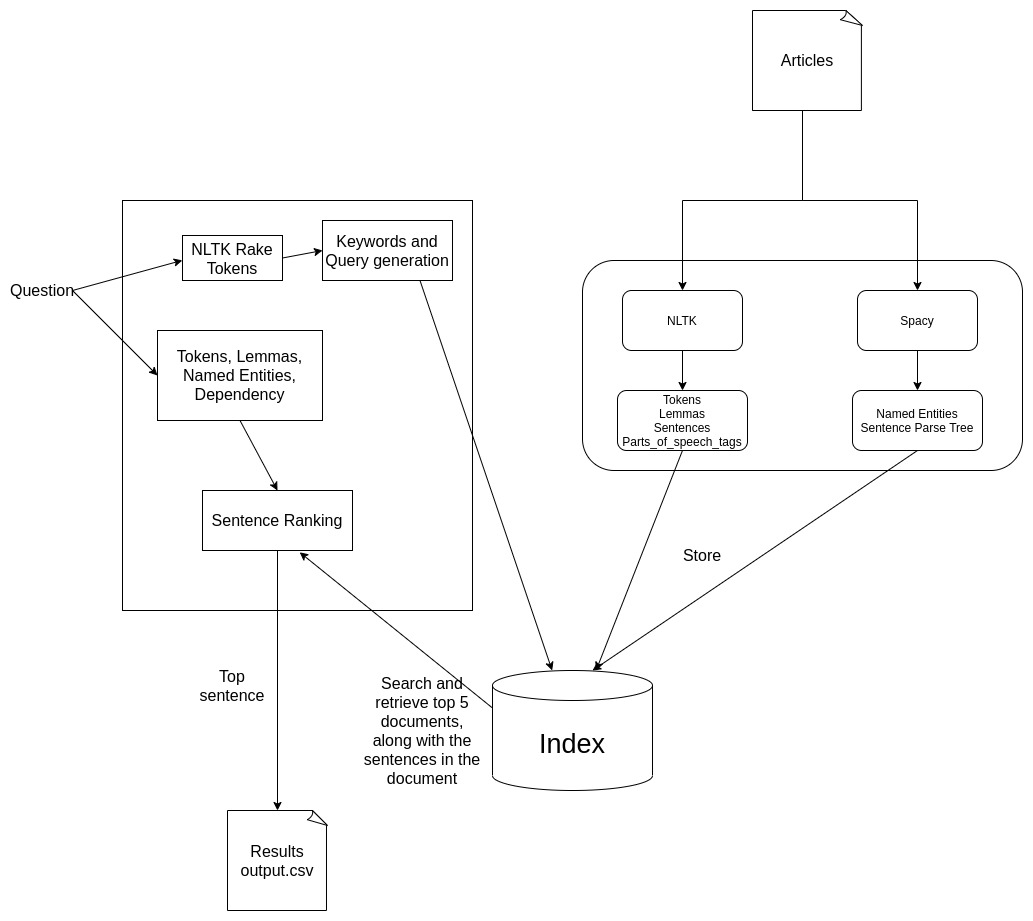 Articles
NLTK Rake
Tokens
Keywords and
Query generation
Question
NLTK
Spacy
Tokens, Lemmas,
Named Entities,
Dependency
Tokens
Lemmas
Sentences
Parts_of_speech_tags
Named Entities
Sentence Parse Tree
Sentence Ranking
Store
Top
sentence
Search and
retrieve top 5
documents,
along with the
sentences in the
document
Index
Results
output.csv